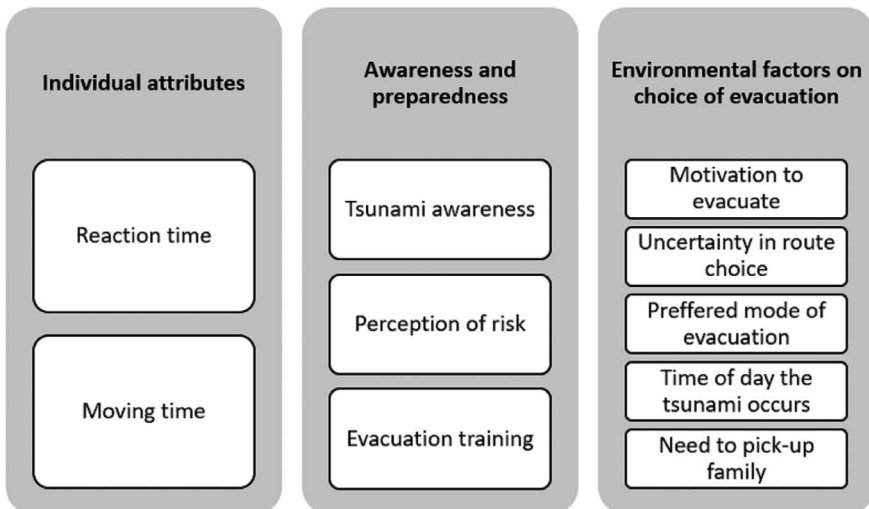 Individual attributes
Reaction time
Moving time
Awareness and
preparedness
Tsunami awareness
Perception of risk
Evacuation training
Environmental factors on
choice of evacuation
Motivation to
evacuate
Uncertainty in route
choice
Preffered mode of
evacuation
Time of day the
tsunami occurs
Need to pick-up
family